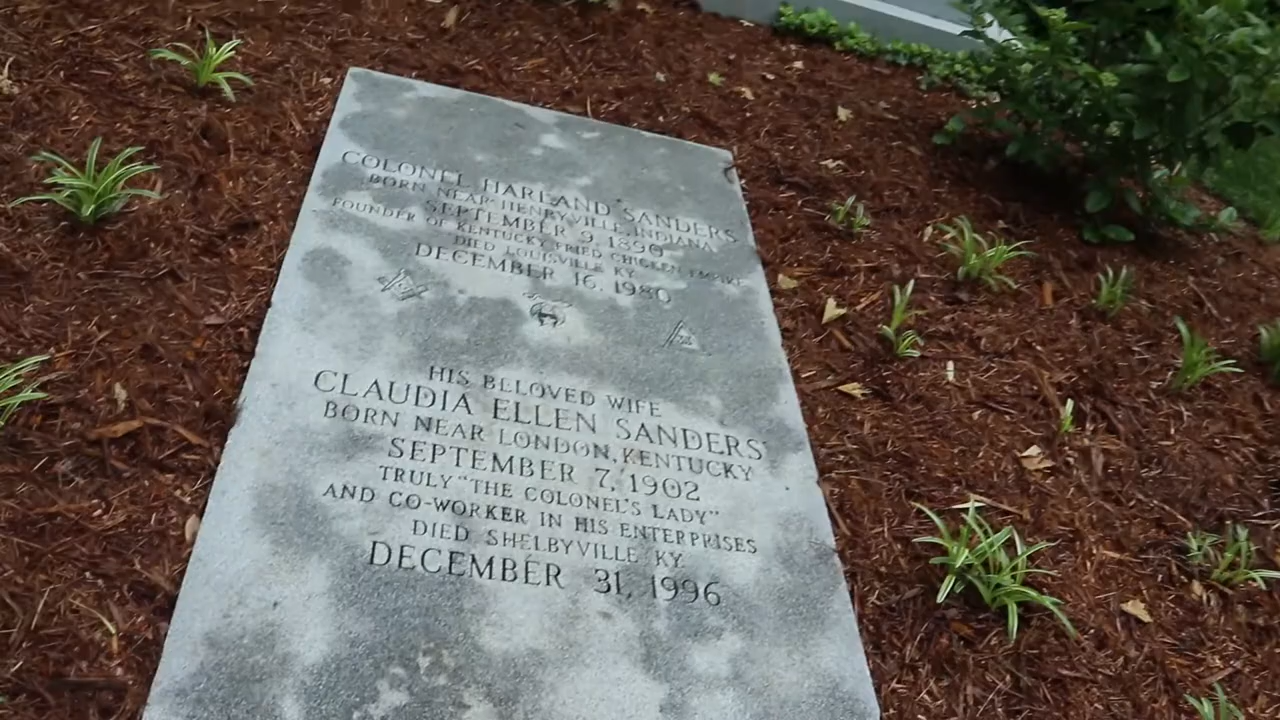 COLONEL HARLAND SANDERS
BORN NEAR HENRYVILLE, INDIANA
SEPTEMBER 9, 1890
FOUNDER OF KENTUCKY FRIED CHICKEN EMPIRE
DIED LOUISVILLE KY.
DECEMBER 16, 1980
HIS BELOVED WIFE
CLAUDIA ELLEN SANDERS
BORN NEAR LONDON, KENTUCKY
SEPTEMBER 7, 1902
TRULY "THE COLONEL'S LADY"
AND CO-WORKER IN HIS ENTERPRISES
DIED SHELBYVILLE KY.
DECEMBER 31, 1996